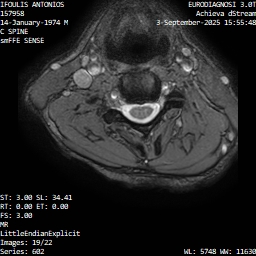 IFOULIS ANTONIOS
EURODIAGNOSI 3.0T
157958
Achieva dStream
14-January-1974 M
3-September-2025 15:55:48
C SPINE
smFFE SENSE
ST: 3.00 SL: 34.41
RT: 0.00 ET: 0.00
FS: 3.00
MR
LittleEndianExplicit
Images: 19/22
Series: 602
WL: 5748 WW: 11630